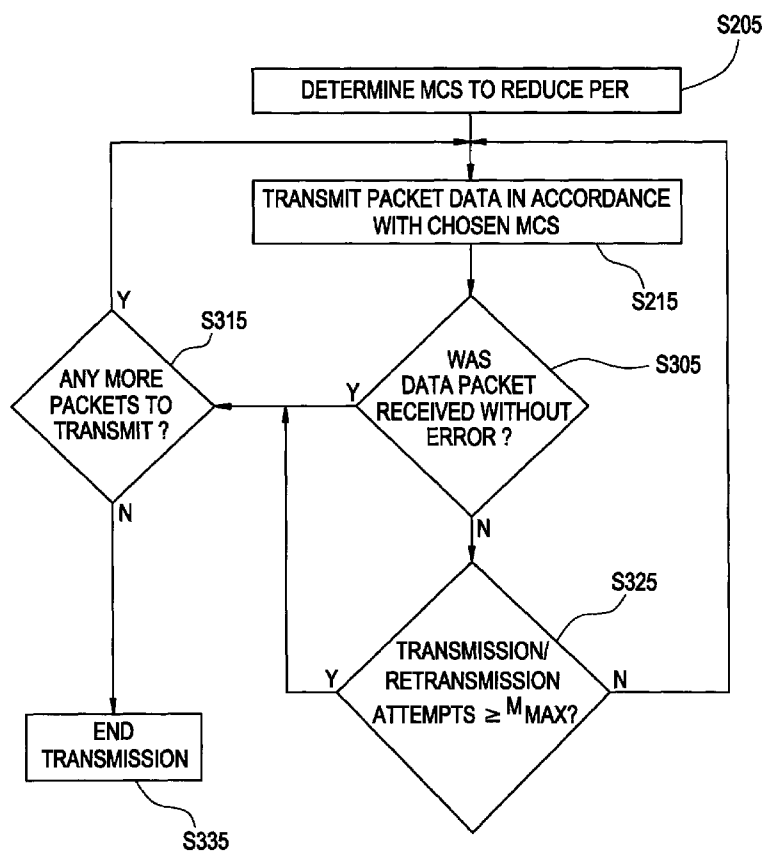 S205
DETERMINE MCS TO REDUCE PER
TRANSMIT PACKET DATA IN ACCORDANCE
WITH CHOSEN MCS
S215
Y
S315
ANY MORE
PACKETS TO
TRANSMIT ?
N
WAS
DATA PACKET
RECEIVED WITHOUT
ERROR ?
Y
S305
N
S325
TRANSMISSION/
RETRANSMISSION
ATTEMPTS ≥ MMAX?
Y
N
END
TRANSMISSION
S335